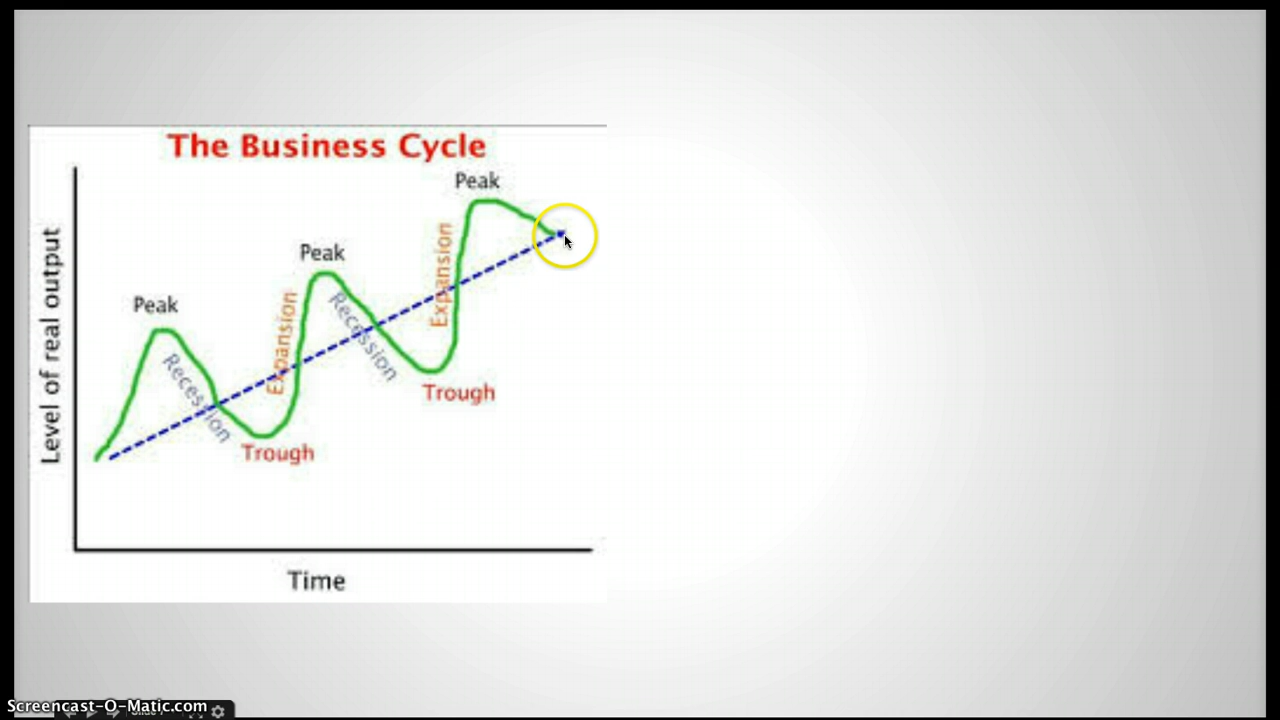 The Business Cycle
Peak
Peak
Peak
Expansion
Expansion
Recession
Recession
Trough
Trough
Level of real output
Time
Screencast-O-Matic.com